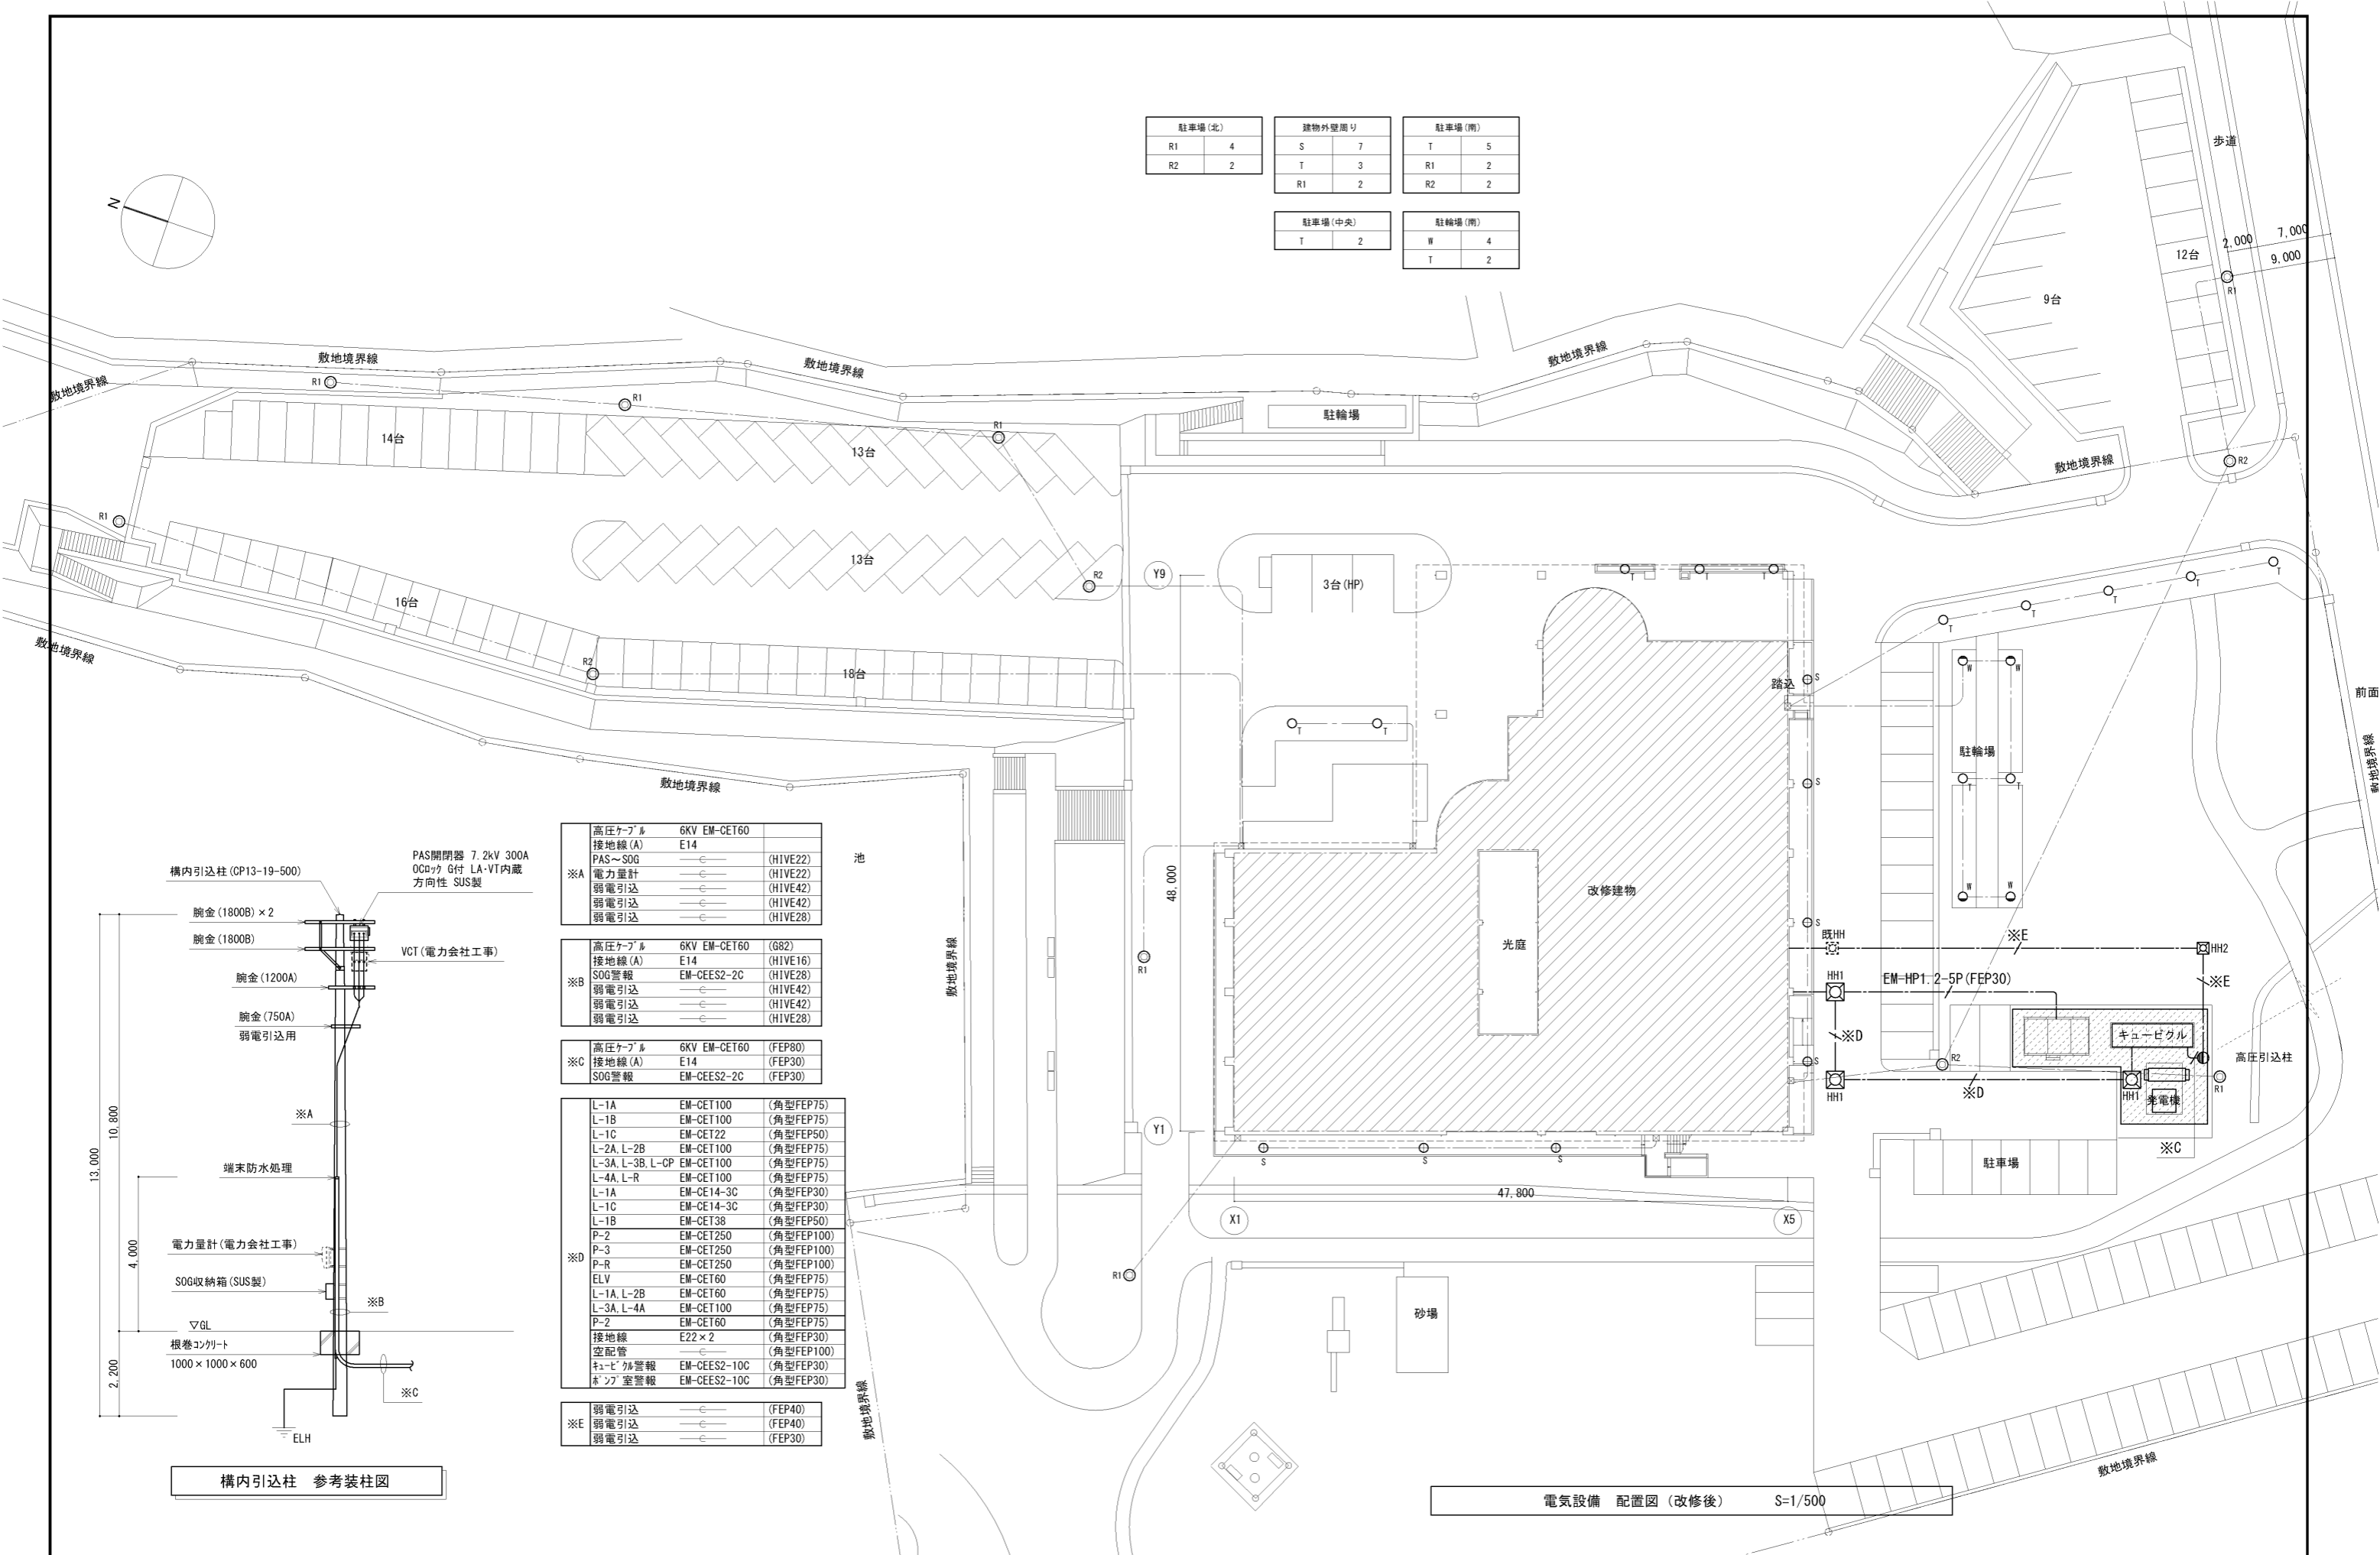 駐車場(北)
R1 4
R2 2
建物外壁周り
S 7
T 3
R1 2
駐車場(南)
T 5
R1 2
R2 2
駐車場(中央)
T 2
駐輪場(南)
W 4
T 2
N
歩道
2,000
7,000
9,000
12台
R1
9台
R2
敷地境界線
敷地境界線
敷地境界線
敷地境界線
敷地境界線
R1
R1
R1
R1
R2
R2
14台
13台
13台
16台
18台
駐輪場
3台(HP)
Y9
Y1
48,000
T
T
T
T
T
T
T
T
T
T
踏込
S
S
S
S
W
W
駐輪場
T
T
W
W
前面
敷地境界線
敷地境界線
敷地境界線
敷地境界線
池
改修建物
光庭
R1
既HH
※E
HH2
※E
HH1
EM-HP1.2-5P(FEP30)
※D
HH1
※D
R2
HH1
キュービクル
発電機
高圧引込柱
R1
※C
駐車場
S
S
S
47,800
X1
X5
R1
砂場
敷地境界線
敷地境界線
構内引込柱(CP13-19-500)
PAS開閉器 7.2kV 300A
OCロック G付 LA・VT内蔵
方向性 SUS製
腕金(1800B)×2
腕金(1800B)
VCT(電力会社工事)
腕金(1200A)
腕金(750A)
弱電引込用
※A
13,000
10,800
端末防水処理
4,000
電力量計(電力会社工事)
SOG収納箱(SUS製)
※B
▽GL
根巻コンクリート
1000×1000×600
2,200
※C
ELH
構内引込柱 参考装柱図
※A
高圧ケーブル 6KV EM-CET60
接地線(A) E14
PAS～SOG (HIVE22)
電力量計 (HIVE22)
弱電引込 (HIVE42)
弱電引込 (HIVE42)
弱電引込 (HIVE28)
※B
高圧ケーブル 6KV EM-CET60 (G82)
接地線(A) E14 (HIVE16)
SOG警報 EM-CEES2-2C (HIVE28)
弱電引込 (HIVE42)
弱電引込 (HIVE42)
弱電引込 (HIVE28)
※C
高圧ケーブル 6KV EM-CET60 (FEP80)
接地線(A) E14 (FEP30)
SOG警報 EM-CEES2-2C (FEP30)
※D
L-1A EM-CET100 (角型FEP75)
L-1B EM-CET100 (角型FEP75)
L-1C EM-CET22 (角型FEP50)
L-2A,L-2B EM-CET100 (角型FEP75)
L-3A,L-3B,L-CP EM-CET100 (角型FEP75)
L-4A,L-R EM-CET100 (角型FEP75)
L-1A EM-CE14-3C (角型FEP30)
L-1C EM-CE14-3C (角型FEP30)
L-1B EM-CET38 (角型FEP50)
P-2 EM-CET250 (角型FEP100)
P-3 EM-CET250 (角型FEP100)
P-R EM-CET250 (角型FEP100)
ELV EM-CET60 (角型FEP75)
L-1A,L-2B EM-CET60 (角型FEP75)
L-3A,L-4A EM-CET100 (角型FEP75)
P-2 EM-CET60 (角型FEP75)
接地線 E22×2 (角型FEP30)
空配管 (角型FEP100)
キュービクル警報 EM-CEES2-10C (角型FEP30)
ポンプ室警報 EM-CEES2-10C (角型FEP30)
※E
弱電引込 (FEP40)
弱電引込 (FEP40)
弱電引込 (FEP30)
電気設備 配置図（改修後） S=1/500